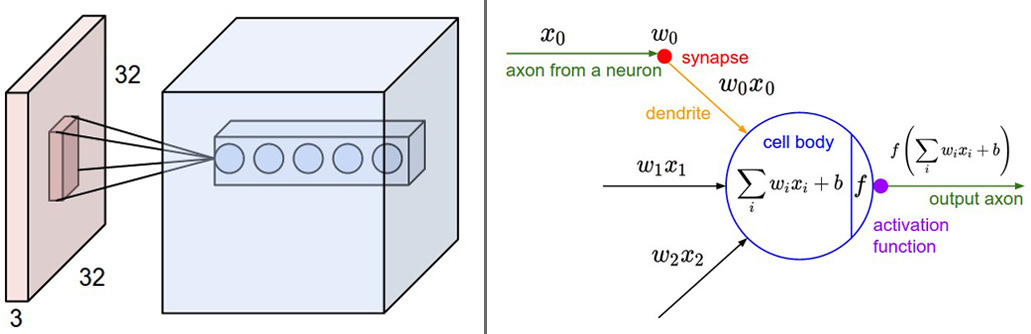 32
32
3
x₀
w₀
synapse
axon from a neuron
w₀x₀
dendrite
cell body
f(∑ᵢ wᵢxᵢ + b)
w₁x₁
∑ᵢ wᵢxᵢ + b
f
output axon
activation
function
w₂x₂